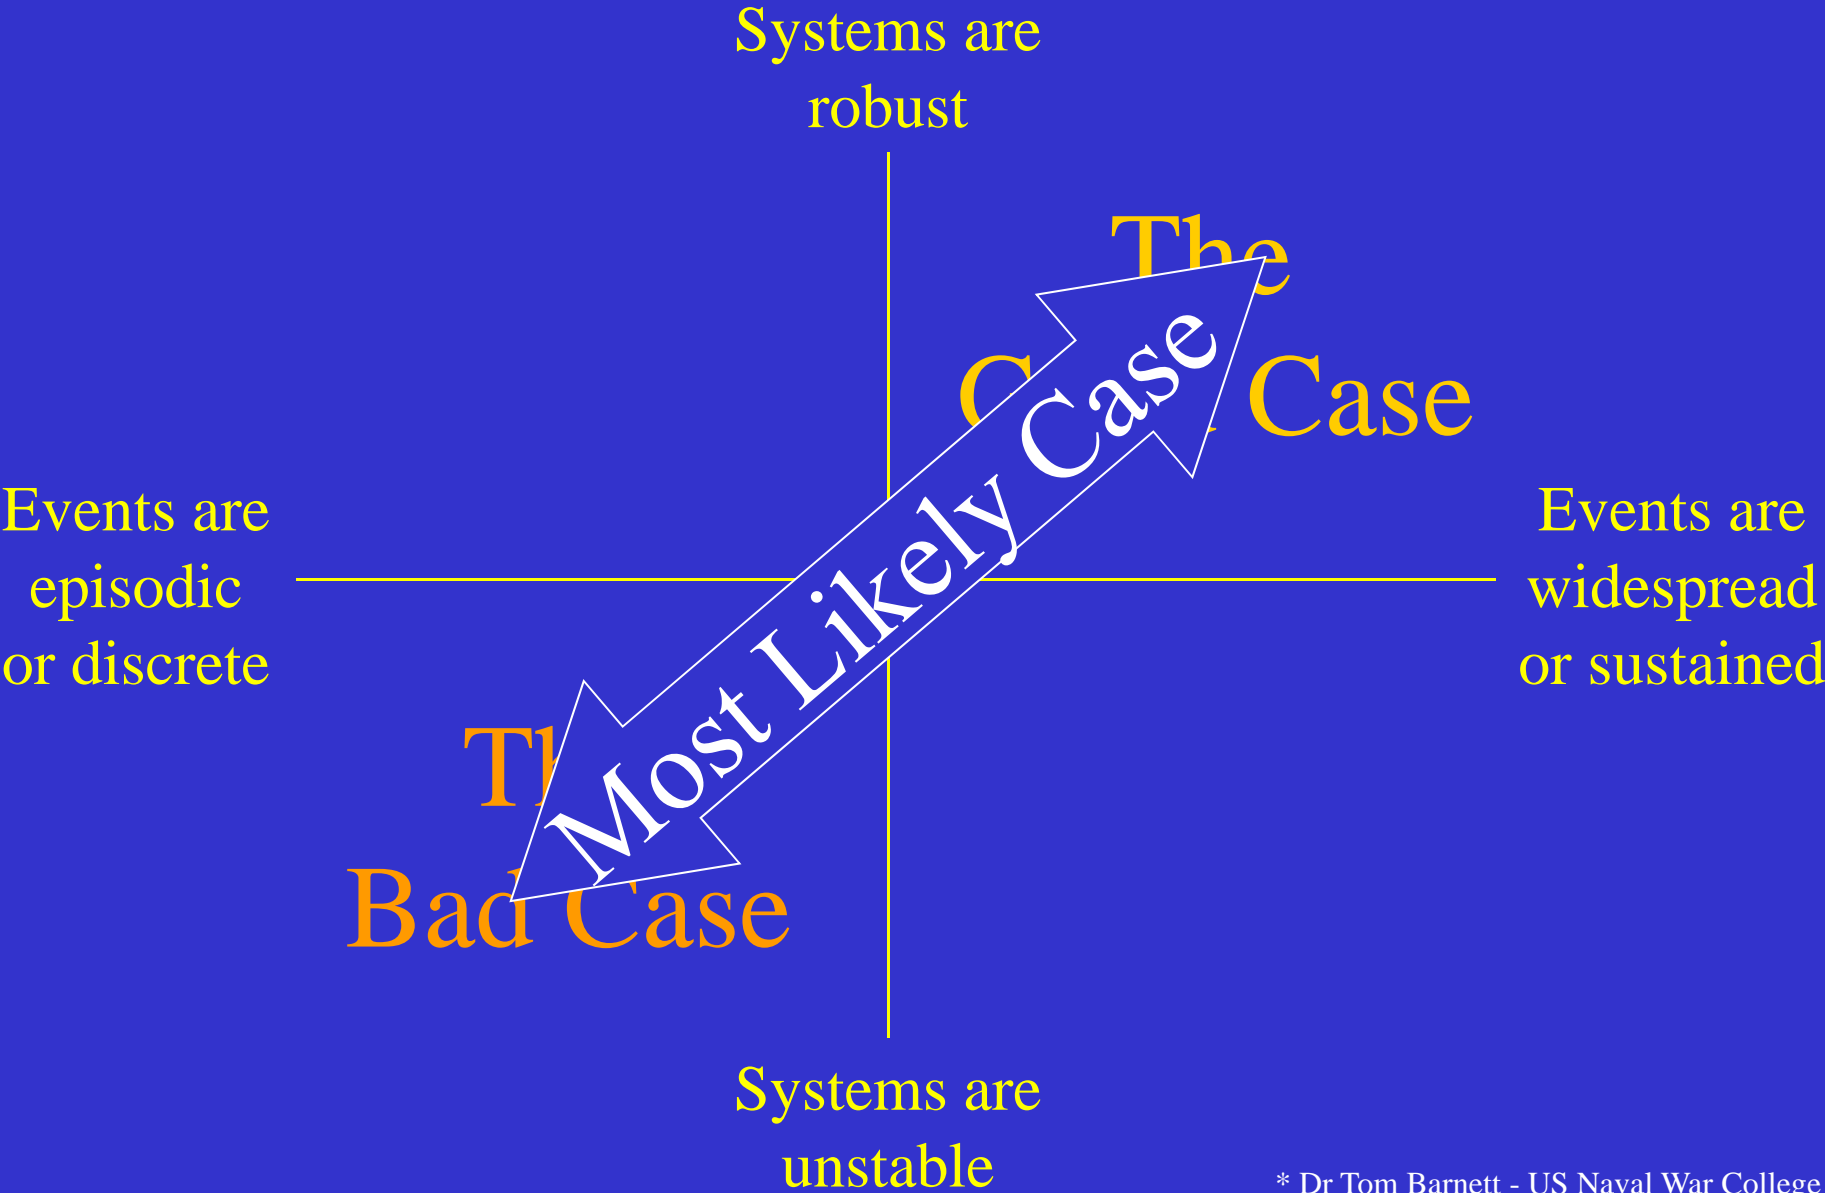 Systems are
robust
The
Case
Most Likely Case
Events are
episodic
or discrete
Events are
widespread
or sustained
Bad Case
Systems are
unstable
* Dr Tom Barnett - US Naval War College